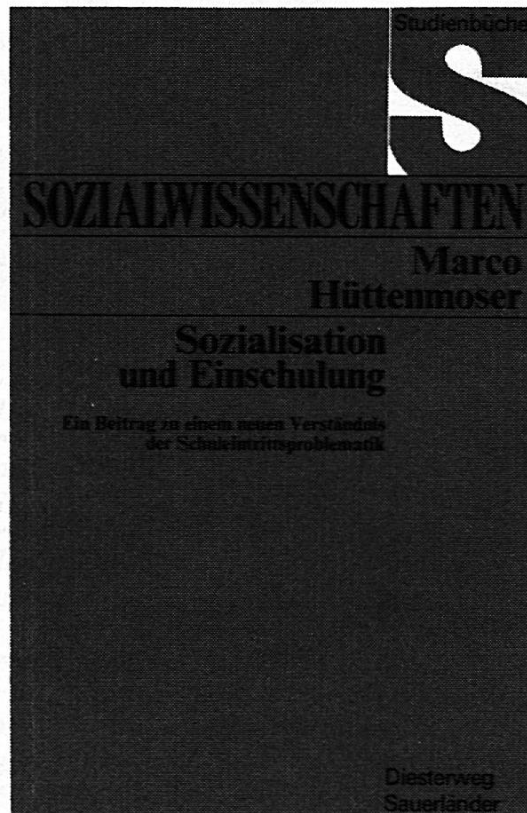 Studienbücher
S
SOZIALWISSENSCHAFTEN
Marco
Hüttenmoser
Sozialisation
und Einschulung
Ein Beitrag zu einem neuen Verständnis
der Schuleintrittsproblematik
Diesterweg
Sauerländer